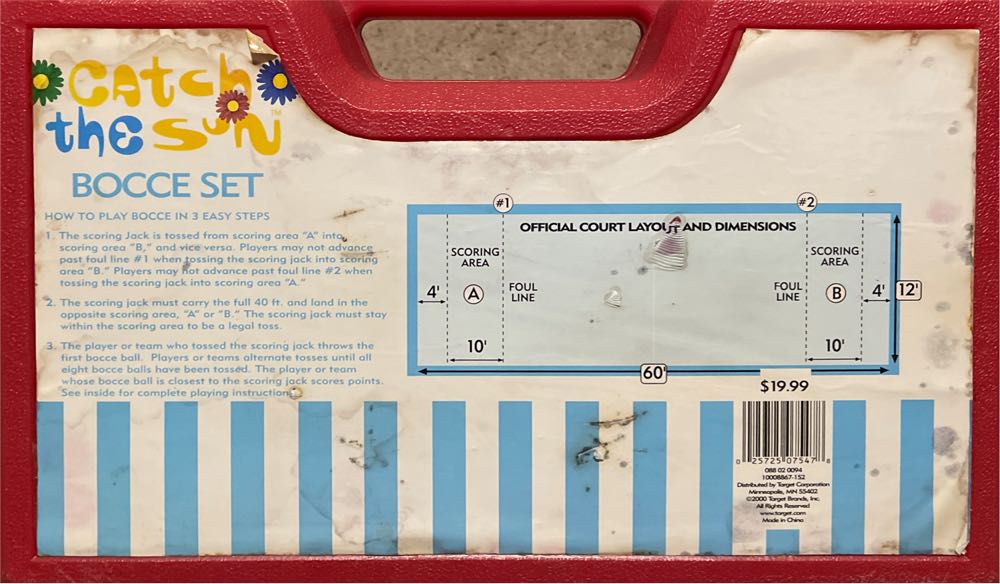 Catch
the Sun™
BOCCE SET
HOW TO PLAY BOCCE IN 3 EASY STEPS
1. The scoring Jack is tossed from scoring area “A” into
scoring area “B,” and vice versa. Players may not advance
past foul line #1 when tossing the scoring jack into scoring
area “B.” Players may not advance past foul line #2 when
tossing the scoring jack into scoring area “A.”
2. The scoring jack must carry the full 40 ft. and land in the
opposite scoring area, “A” or “B.” The scoring jack must stay
within the scoring area to be a legal toss.
3. The player or team who tossed the scoring jack throws the
first bocce ball. Players or teams alternate tosses until all
eight bocce balls have been tossed. The player or team
whose bocce ball is closest to the scoring jack scores points.
See inside for complete playing instructions.
#1
#2
OFFICIAL COURT LAYOUT AND DIMENSIONS
SCORING
AREA
A
4'
10'
FOUL
LINE
FOUL
LINE
SCORING
AREA
B
4'
10'
12'
60'
$19.99
0 25725 07547 8
088 02 0094
10008867-152
Distributed by Target Corporation
Minneapolis, MN 55402
©2000 Target Brands, Inc.
All Rights Reserved
www.target.com
Made in China